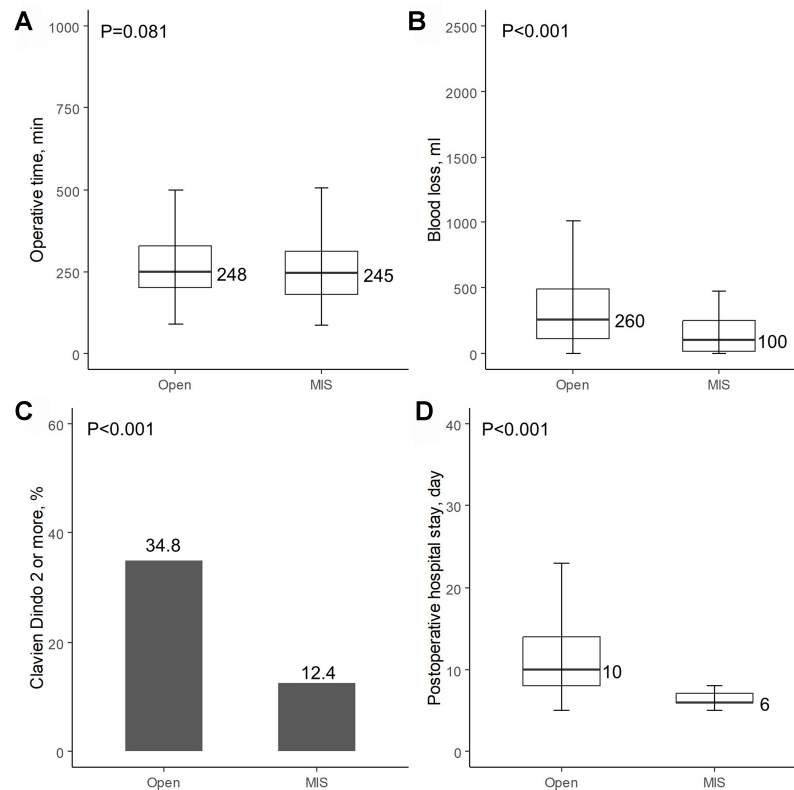 A
P=0.081
Operative time, min
1000
750
500
250
0
248
245
Open
MIS
B
P<0.001
Blood loss, ml
2500
2000
1500
1000
500
0
260
100
Open
MIS
C
P<0.001
Clavien Dindo 2 or more, %
60
40
20
0
34.8
12.4
Open
MIS
D
P<0.001
Postoperative hospital stay, day
40
30
20
10
0
10
6
Open
MIS